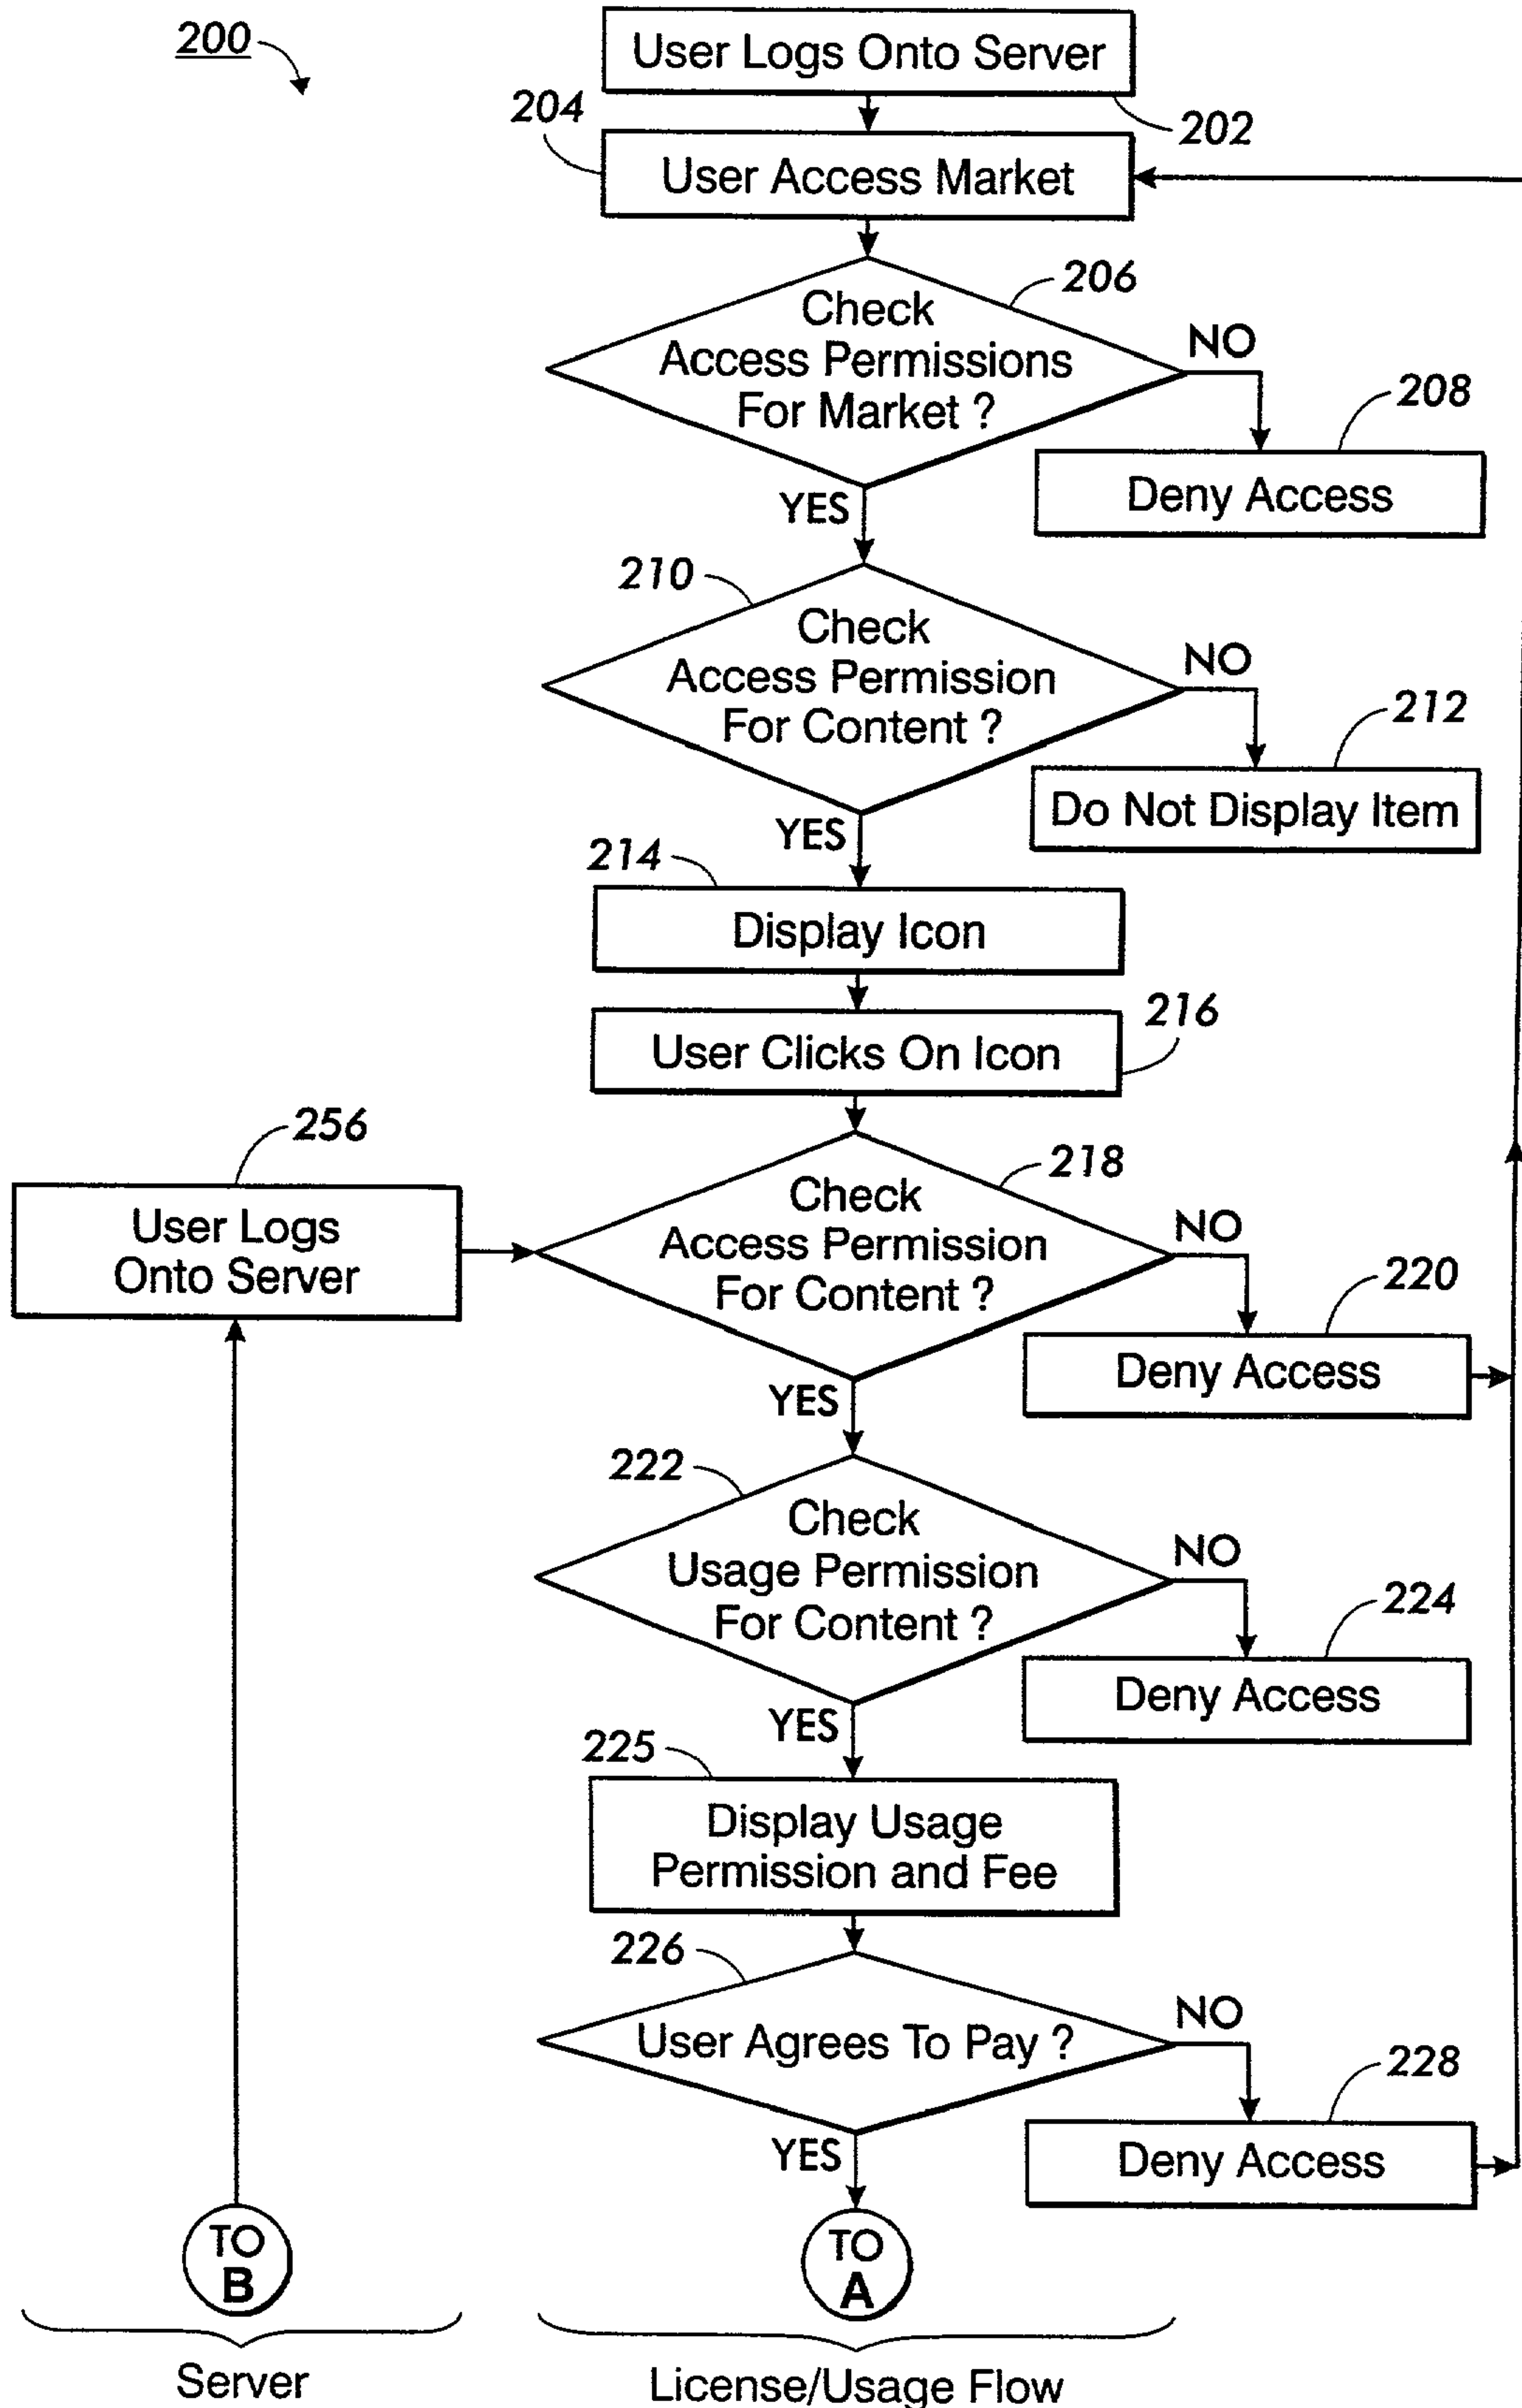 200
User Logs Onto Server
202
204
User Access Market
206
Check
Access Permissions
For Market ?
NO
208
Deny Access
YES
210
Check
Access Permission
For Content ?
NO
212
Do Not Display Item
YES
214
Display Icon
216
User Clicks On Icon
256
User Logs
Onto Server
218
Check
Access Permission
For Content ?
NO
220
Deny Access
YES
222
Check
Usage Permission
For Content ?
NO
224
Deny Access
YES
225
Display Usage
Permission and Fee
226
User Agrees To Pay ?
NO
228
Deny Access
YES
TO
B
TO
A
Server
License/Usage Flow